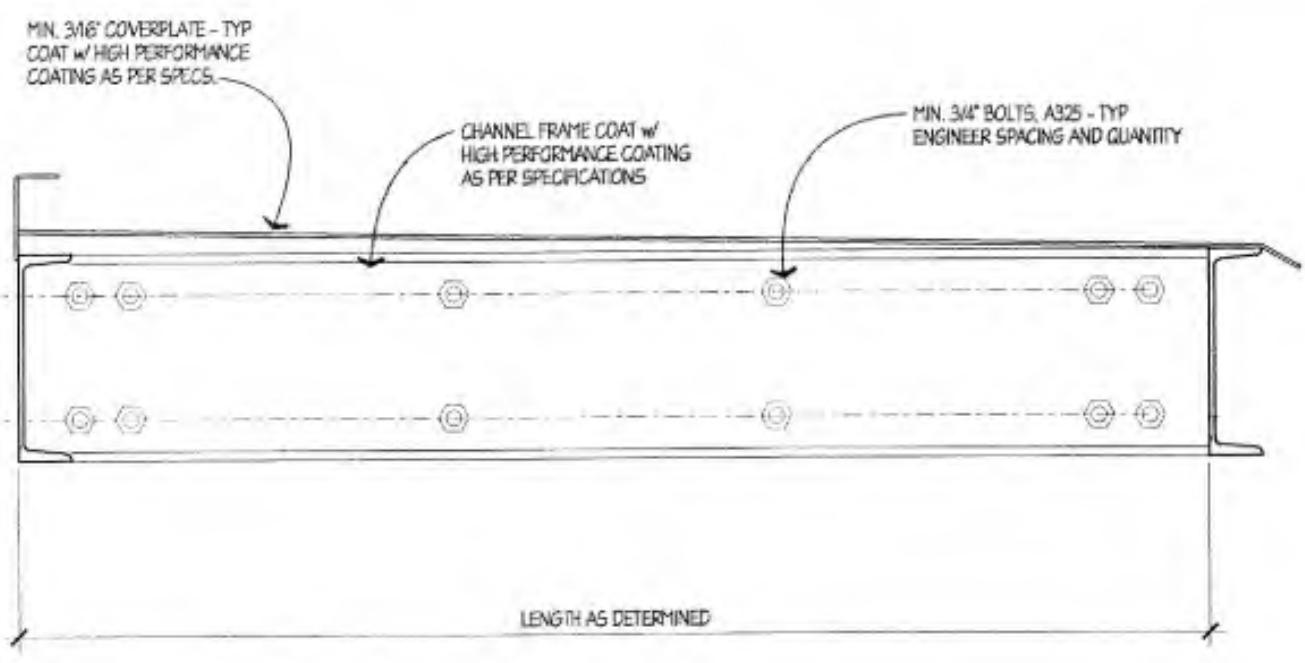 MIN. 3/16" COVERPLATE - TYP
COAT w/ HIGH PERFORMANCE
COATING AS PER SPECS.
CHANNEL FRAME COAT w/
HIGH PERFORMANCE COATING
AS PER SPECIFICATIONS
MIN. 3/4" BOLTS, A325 - TYP
ENGINEER SPACING AND QUANTITY
LENGTH AS DETERMINED